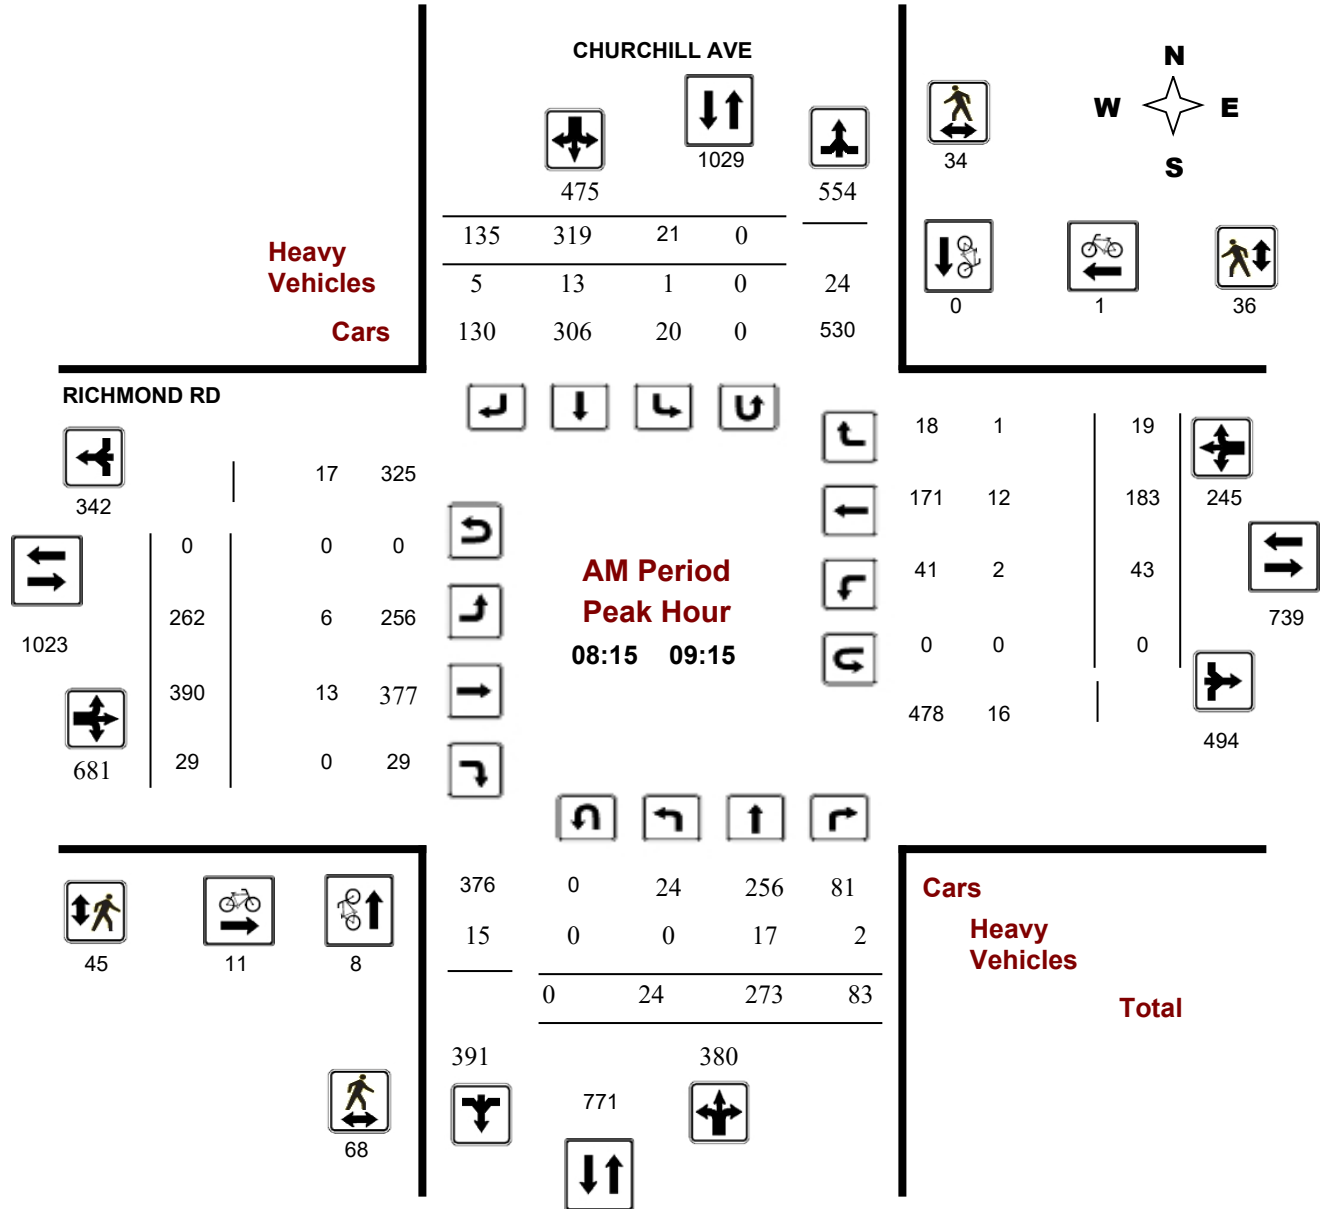 CHURCHILL AVE
N
W E
S
1029
34
475 554
135 319 21 0
Heavy
Vehicles
5 13 1 0 24
0 1 36
Cars
130 306 20 0 530
RICHMOND RD
18 1 19
17 325
342
171 12 183 245
0 0 0
AM Period
41 2 43
262 6 256
Peak Hour
739
1023
08:15 09:15
0 0 0
390 13 377
478 16
494
681 29 0 29
376 0 24 256 81
Cars
15 0 0 17 2
Heavy
Vehicles
45 11 8
0 24 273 83
Total
391 380
771
68